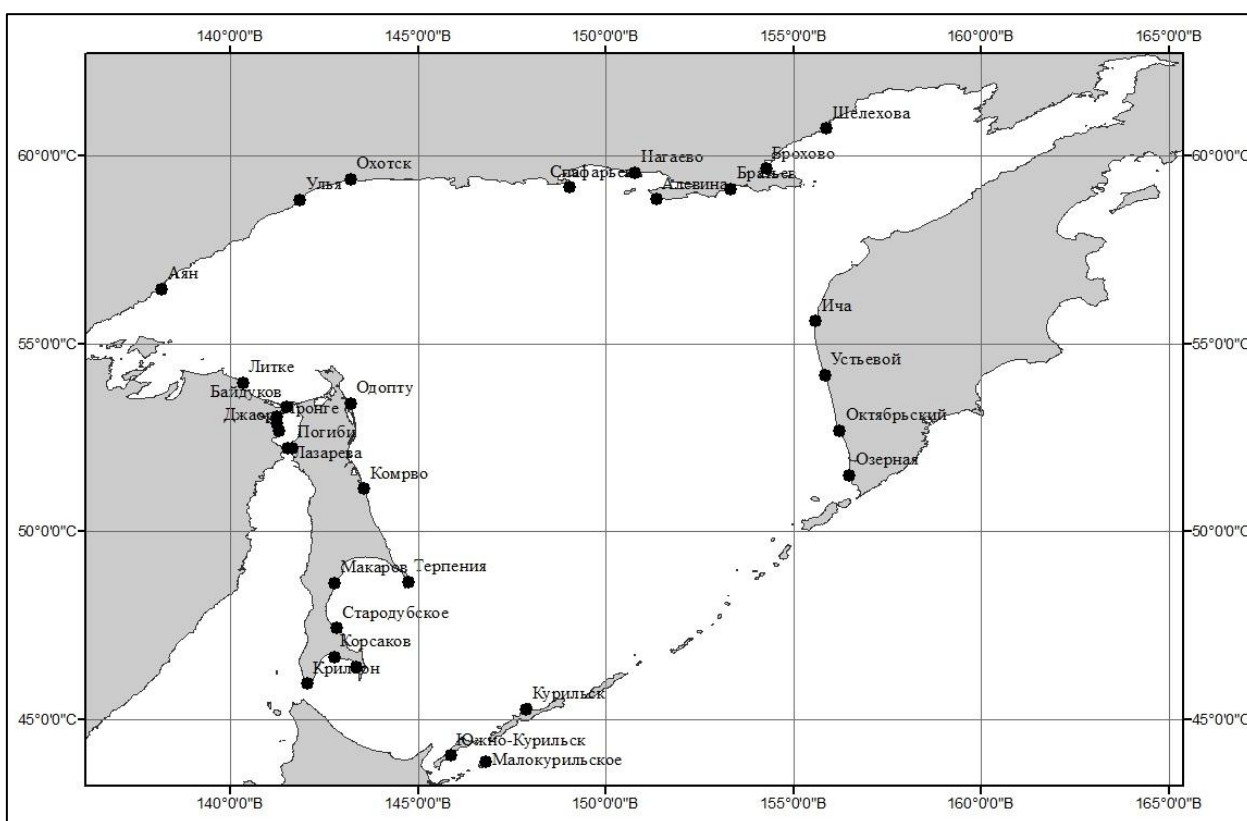 140°0'0"В 145°0'0"В 150°0'0"В 155°0'0"В 160°0'0"В 165°0'0"В
Шелехова
60°0'0"С 60°0'0"С
Охотск
Нагаево
Брохово
Спафарьев
Алевина
Братьев
Улья
Аян
Ича
55°0'0"С 55°0'0"С
Литке
Устьевой
Байдуков
Одопту
Пронге
Джаорэ
Октябрьский
Погиби
Лазарева
Озерная
Комрво
50°0'0"С 50°0'0"С
Макаров
Терпения
Стародубское
Корсаков
Крильон
Курильск
45°0'0"С 45°0'0"С
Южно-Курильск
Малокурильское
140°0'0"В 145°0'0"В 150°0'0"В 155°0'0"В 160°0'0"В 165°0'0"В